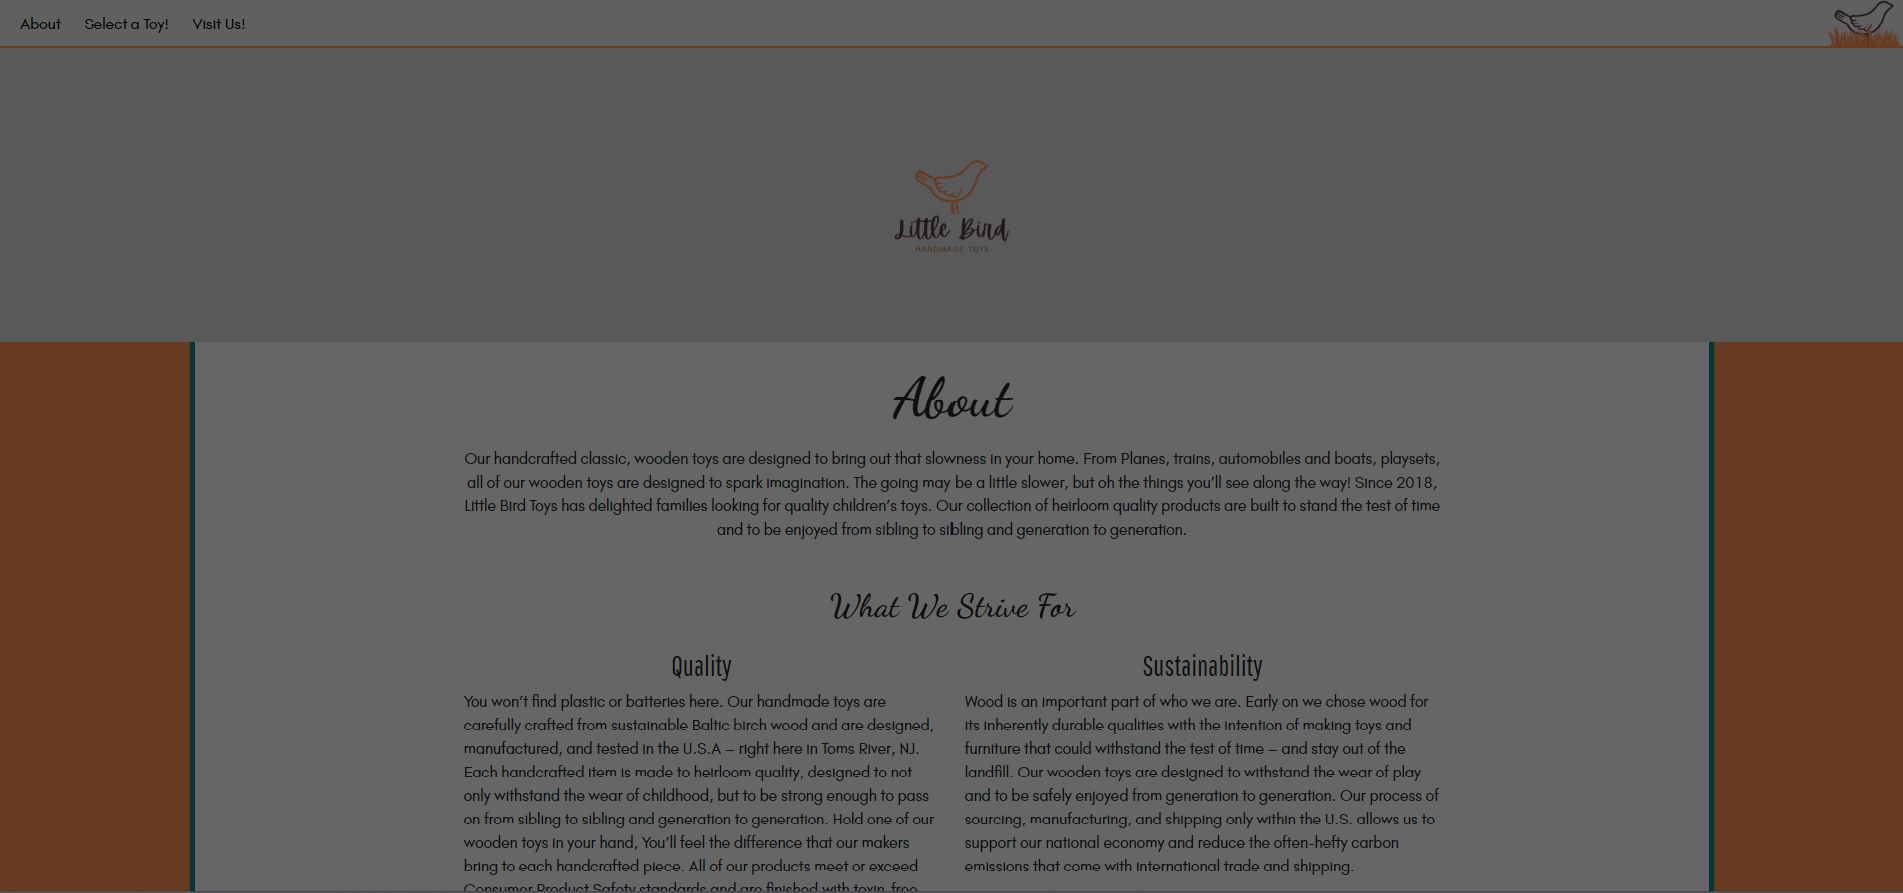 About Select a Toy! Visit Us!
Little Bird
HANDMADE TOYS
About
Our handcrafted classic, wooden toys are designed to bring out that slowness in your home. From Planes, trains, automobiles and boats, playsets,
all of our wooden toys are designed to spark imagination. The going may be a little slower, but oh the things you'll see along the way! Since 2018,
Little Bird Toys has delighted families looking for quality children's toys. Our collection of heirloom quality products are built to stand the test of time
and to be enjoyed from sibling to sibling and generation to generation.
What We Strive For
Quality
You won't find plastic or batteries here. Our handmade toys are
carefully crafted from sustainable Baltic birch wood and are designed,
manufactured, and tested in the U.S.A – right here in Toms River, NJ.
Each handcrafted item is made to heirloom quality, designed to not
only withstand the wear of childhood, but to be strong enough to pass
on from sibling to sibling and generation to generation. Hold one of our
wooden toys in your hand, You'll feel the difference that our makers
bring to each handcrafted piece. All of our products meet or exceed
Consumer Product Safety standards and are finished with toxin-free
Sustainability
Wood is an important part of who we are. Early on we chose wood for
its inherently durable qualities with the intention of making toys and
furniture that could withstand the test of time – and stay out of the
landfill. Our wooden toys are designed to withstand the wear of play
and to be safely enjoyed from generation to generation. Our process of
sourcing, manufacturing, and shipping only within the U.S. allows us to
support our national economy and reduce the often-hefty carbon
emissions that come with international trade and shipping.